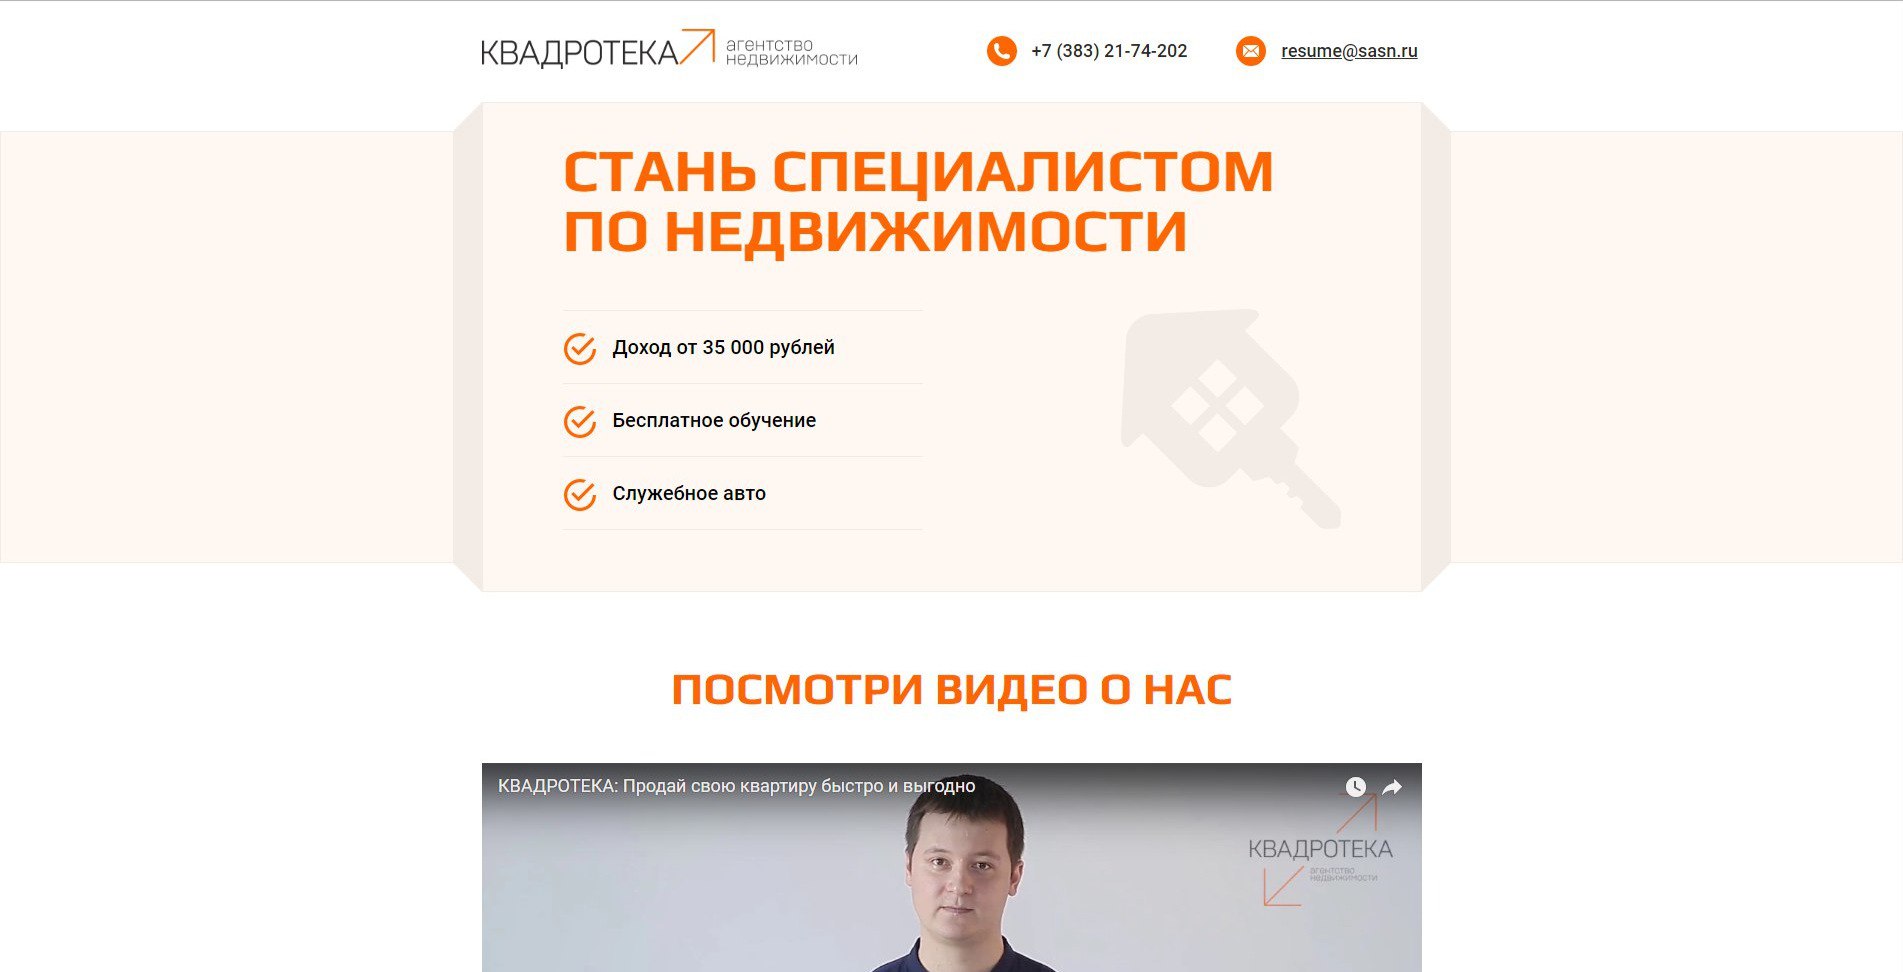 КВАДРОТЕКА
агентство
недвижимости
+7 (383) 21-74-202
resume@sasn.ru
СТАНЬ СПЕЦИАЛИСТОМ
ПО НЕДВИЖИМОСТИ
Доход от 35 000 рублей
Бесплатное обучение
Служебное авто
ПОСМОТРИ ВИДЕО О НАС
КВАДРОТЕКА: Продай свою квартиру быстро и выгодно
КВАДРОТЕКА
агентство
недвижимости